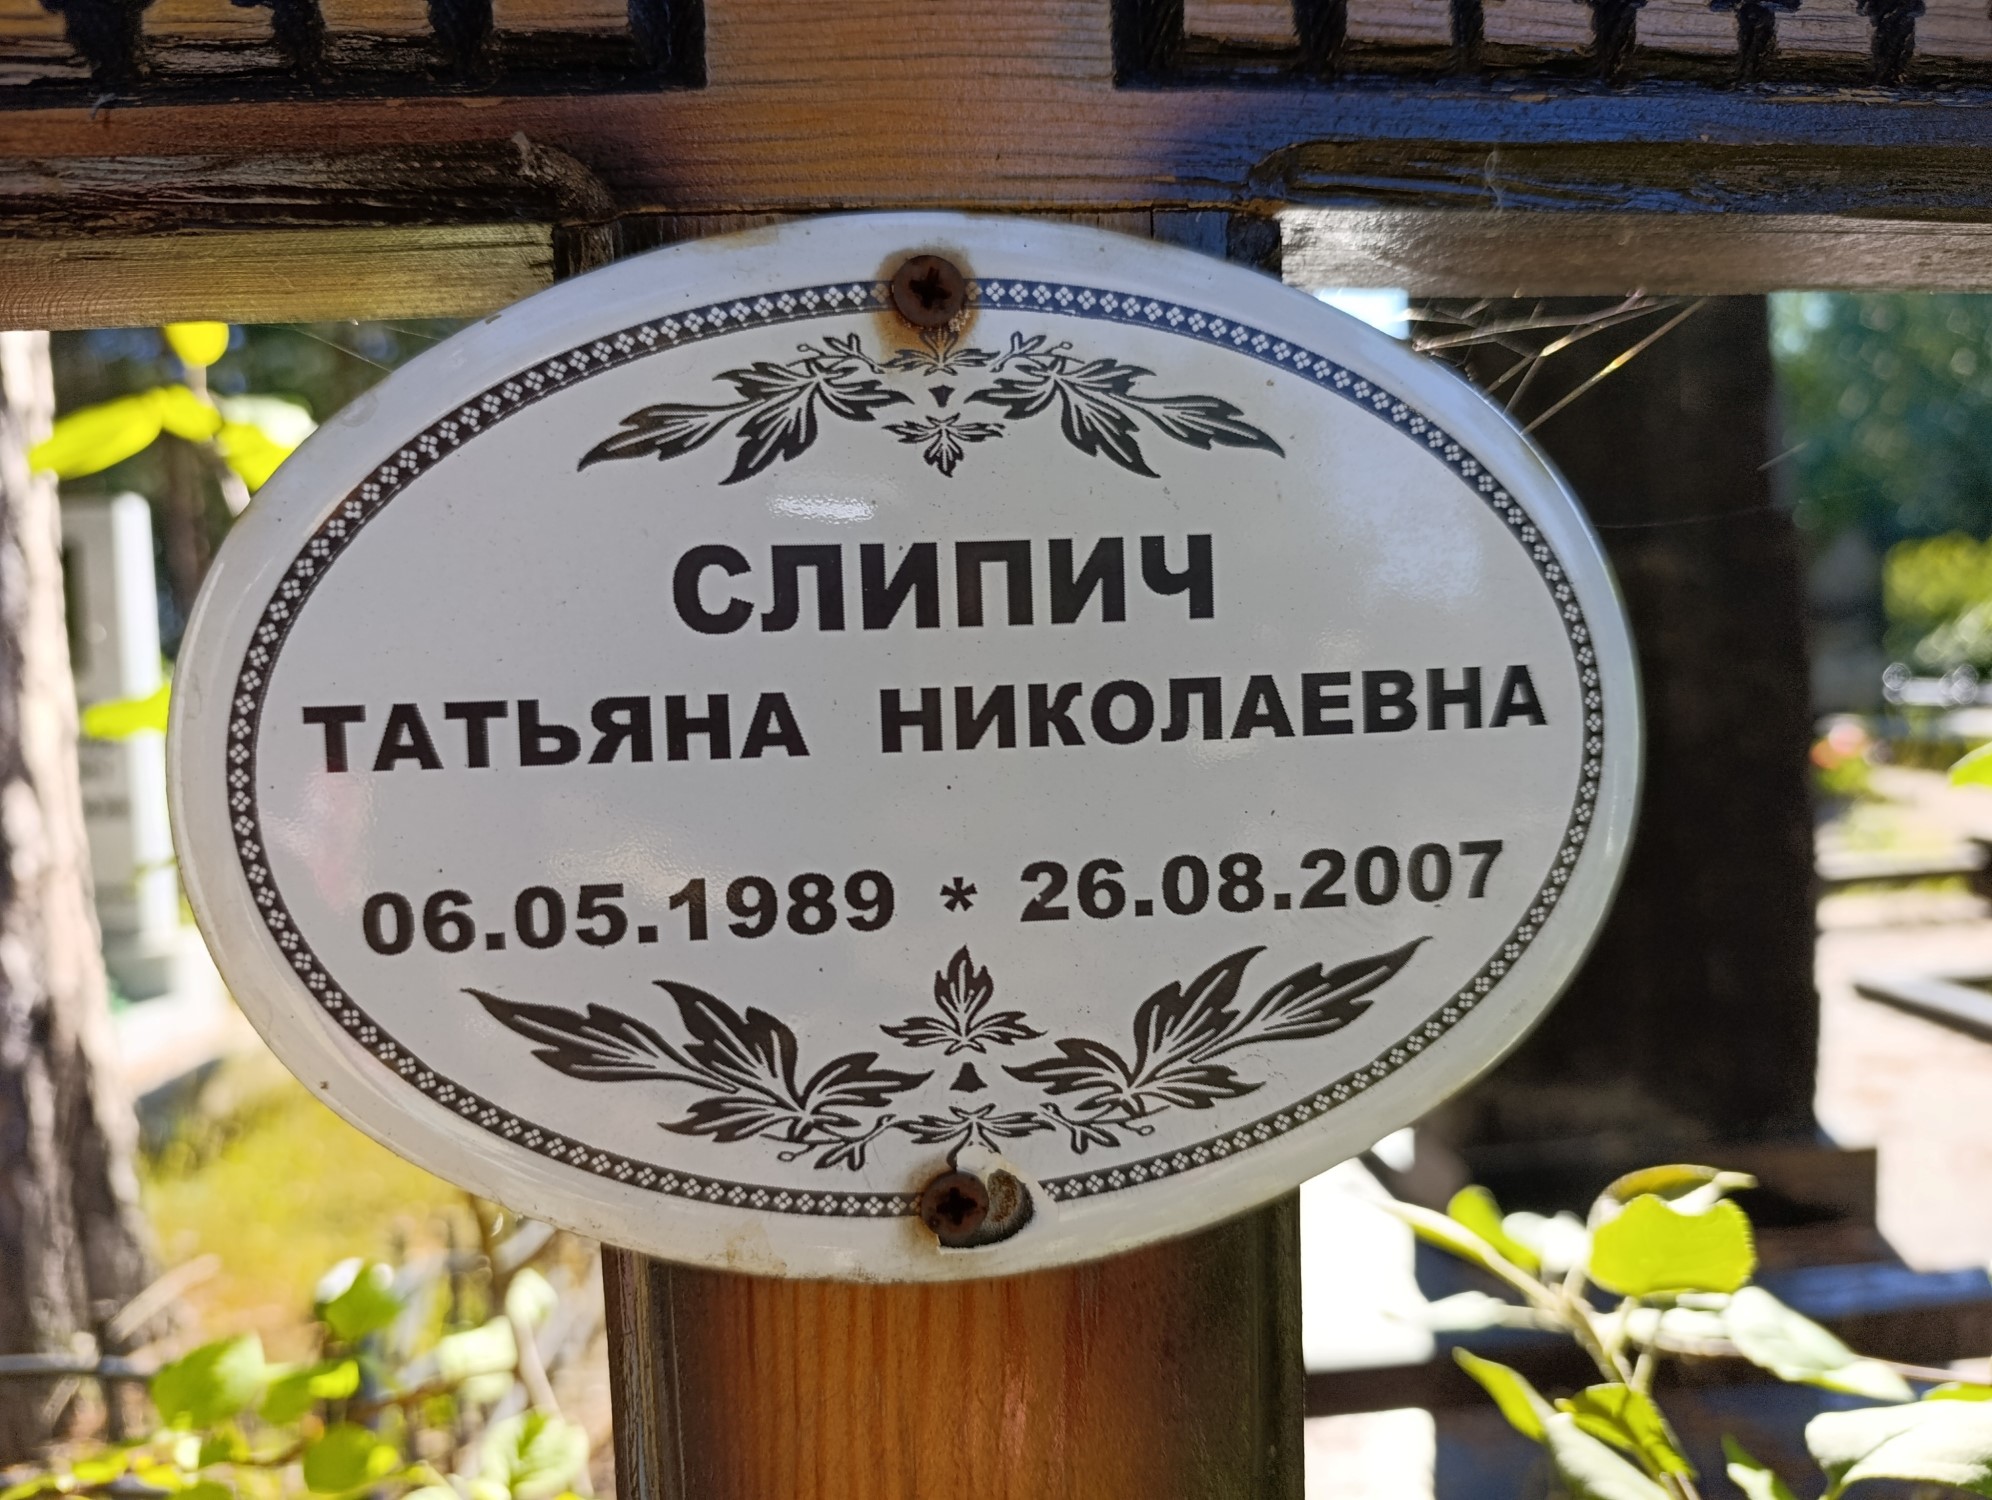 СЛИПИЧ
ТАТЬЯНА НИКОЛАЕВНА
06.05.1989 * 26.08.2007